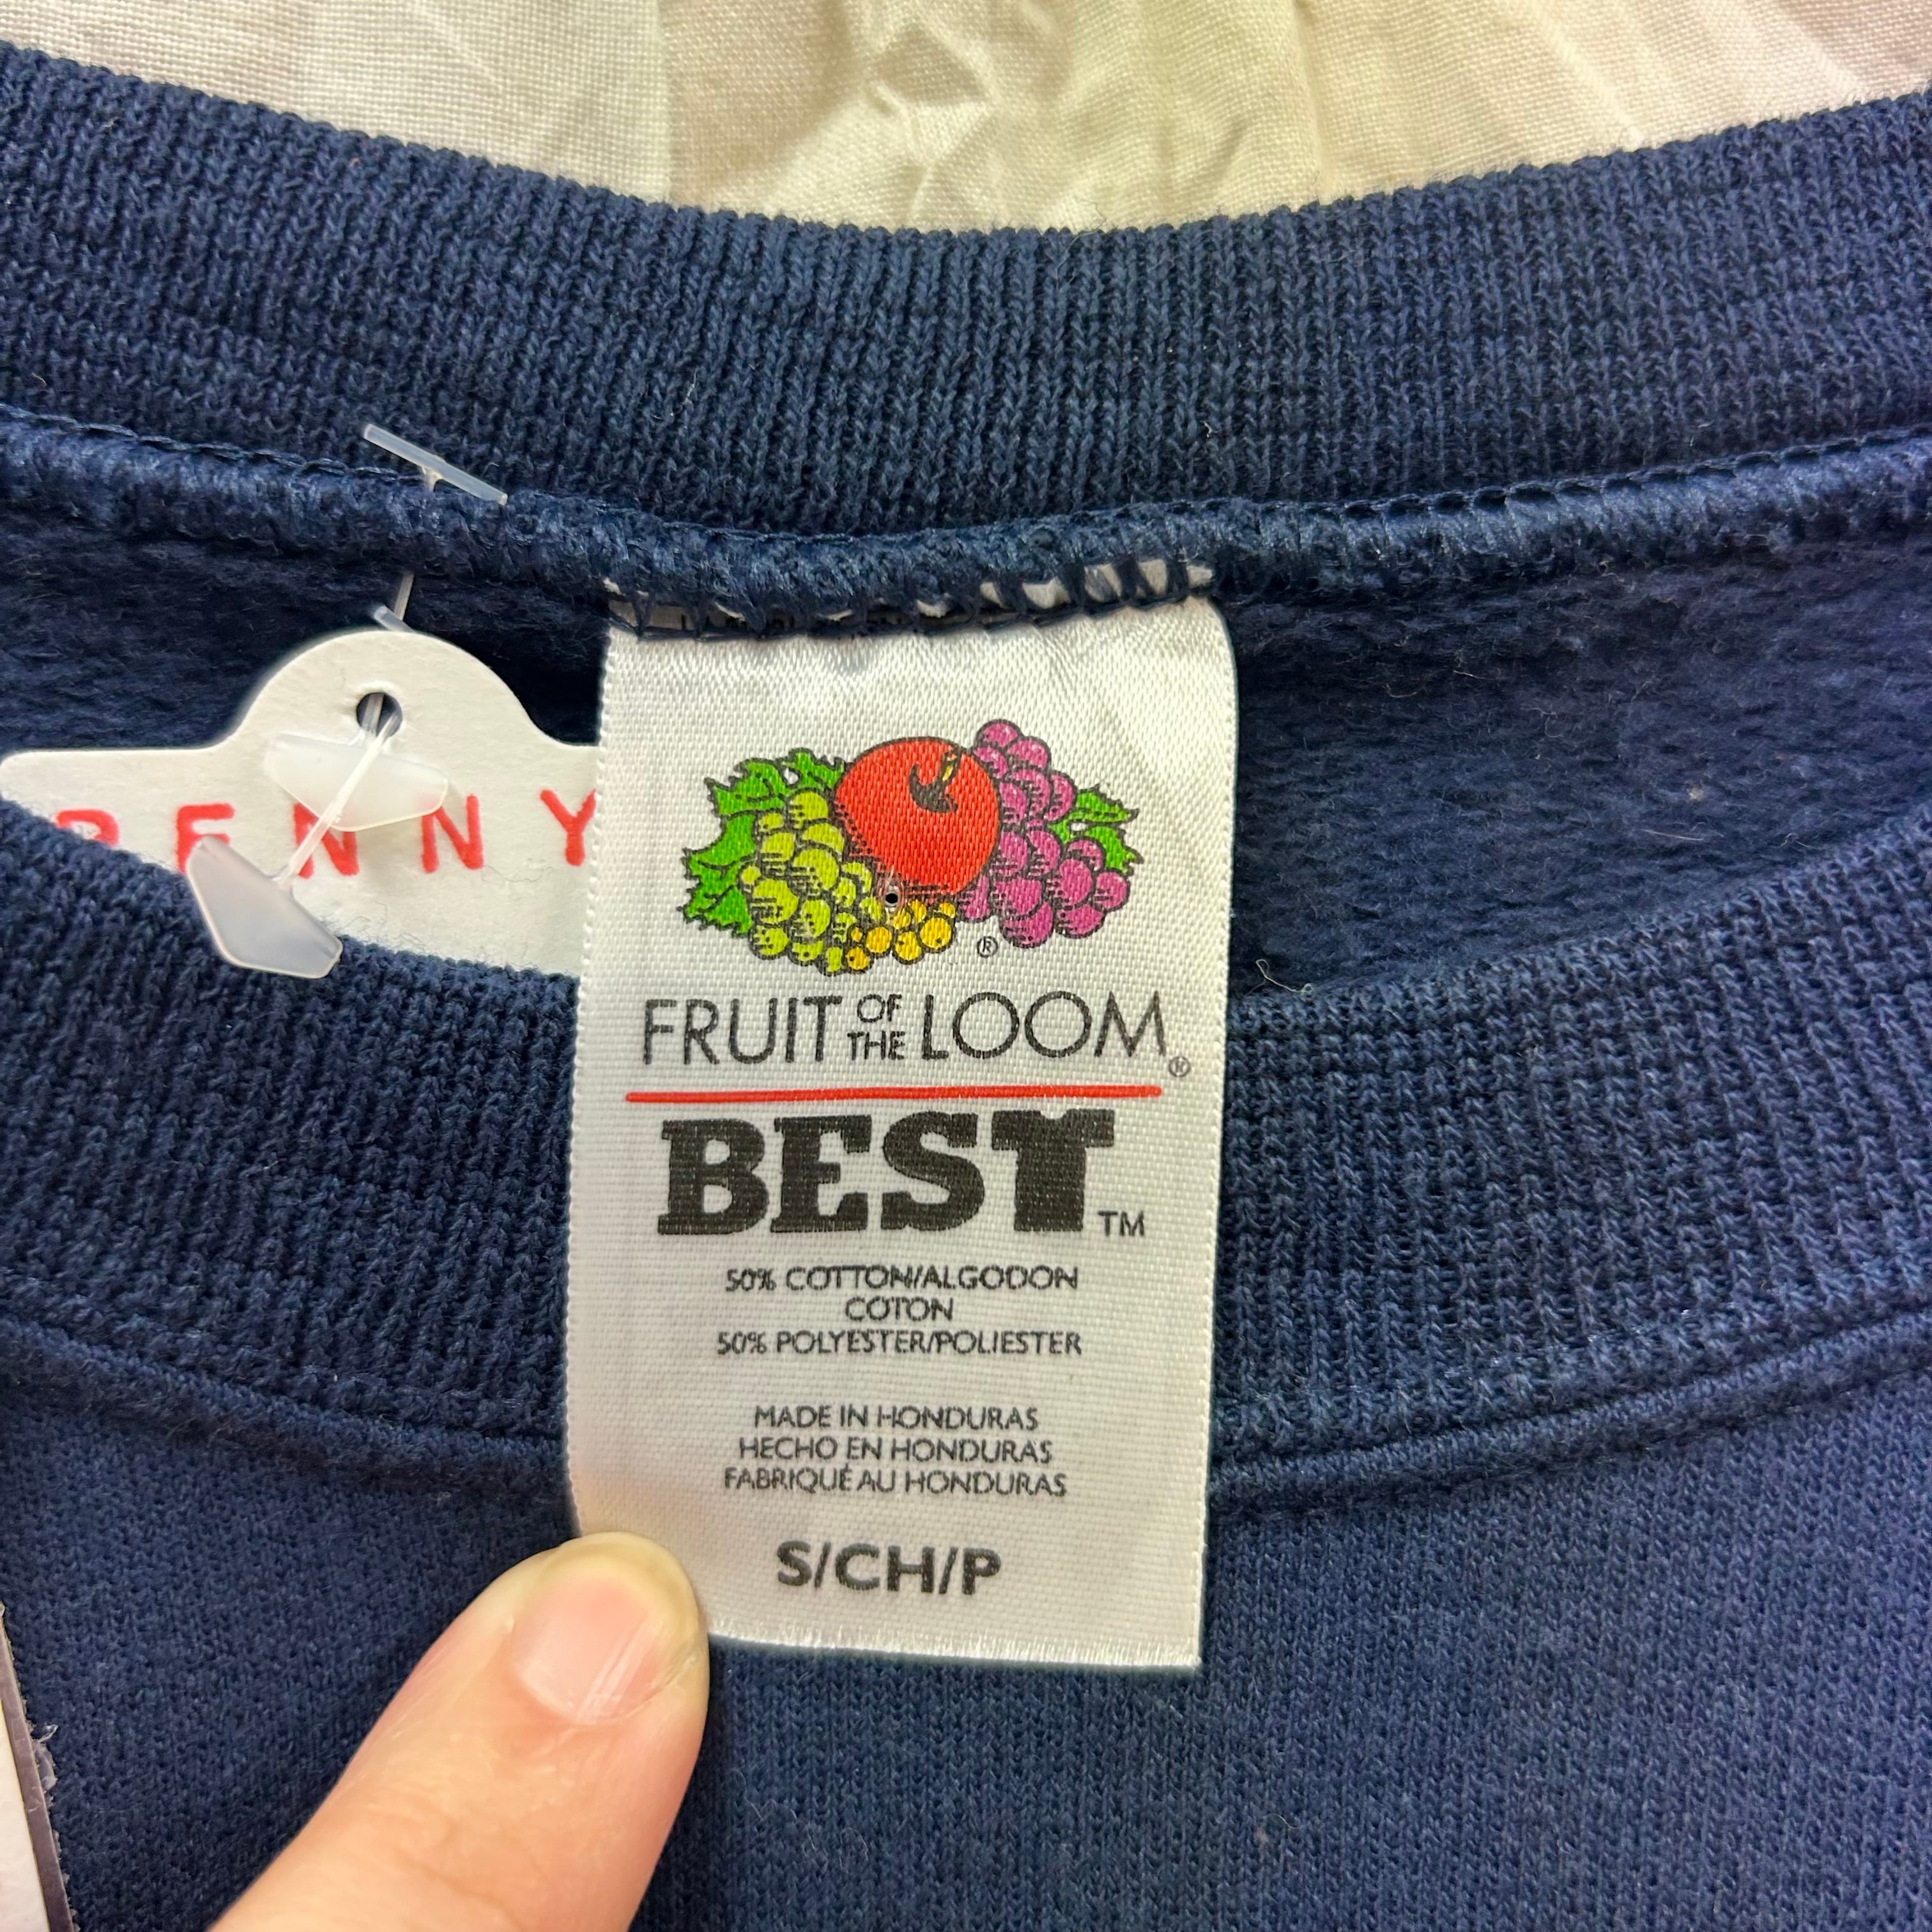 PENNY
®
FRUIT OF THE LOOM®
BEST™
50% COTTON/ALGODON
COTON
50% POLYESTER/POLIESTER
MADE IN HONDURAS
HECHO EN HONDURAS
FABRIQUÉ AU HONDURAS
S/CH/P